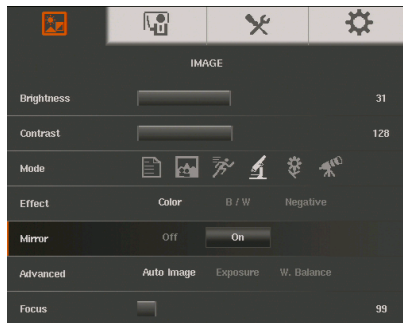 IMAGE
Brightness 31
Contrast 128
Mode
Effect Color B / W Negative
Mirror Off On
Advanced Auto Image Exposure W. Balance
Focus 99